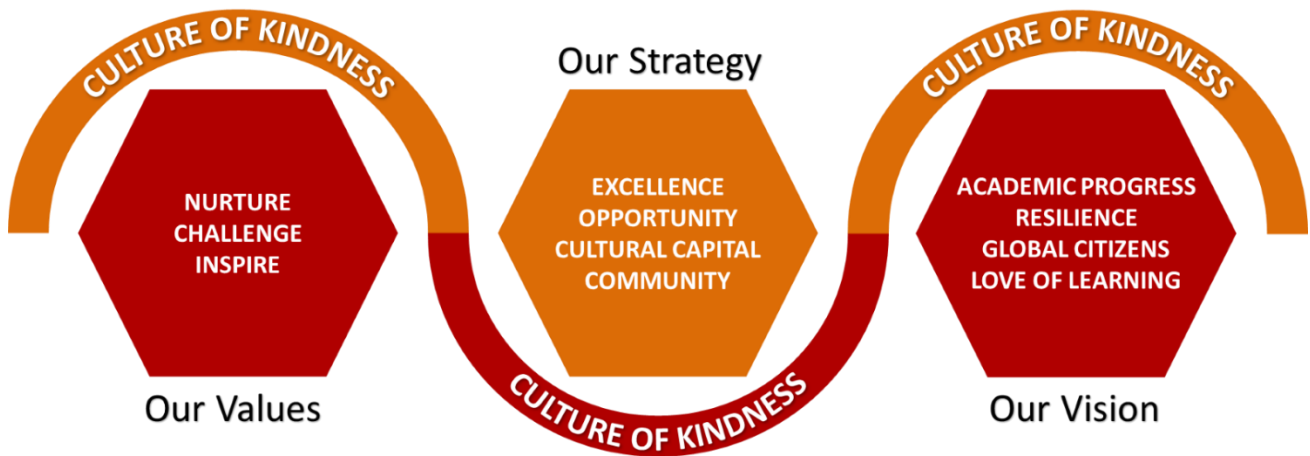 CULTURE OF KINDNESS
NURTURE
CHALLENGE
INSPIRE
Our Values
Our Strategy
EXCELLENCE
OPPORTUNITY
CULTURAL CAPITAL
COMMUNITY
CULTURE OF KINDNESS
CULTURE OF KINDNESS
ACADEMIC PROGRESS
RESILIENCE
GLOBAL CITIZENS
LOVE OF LEARNING
Our Vision